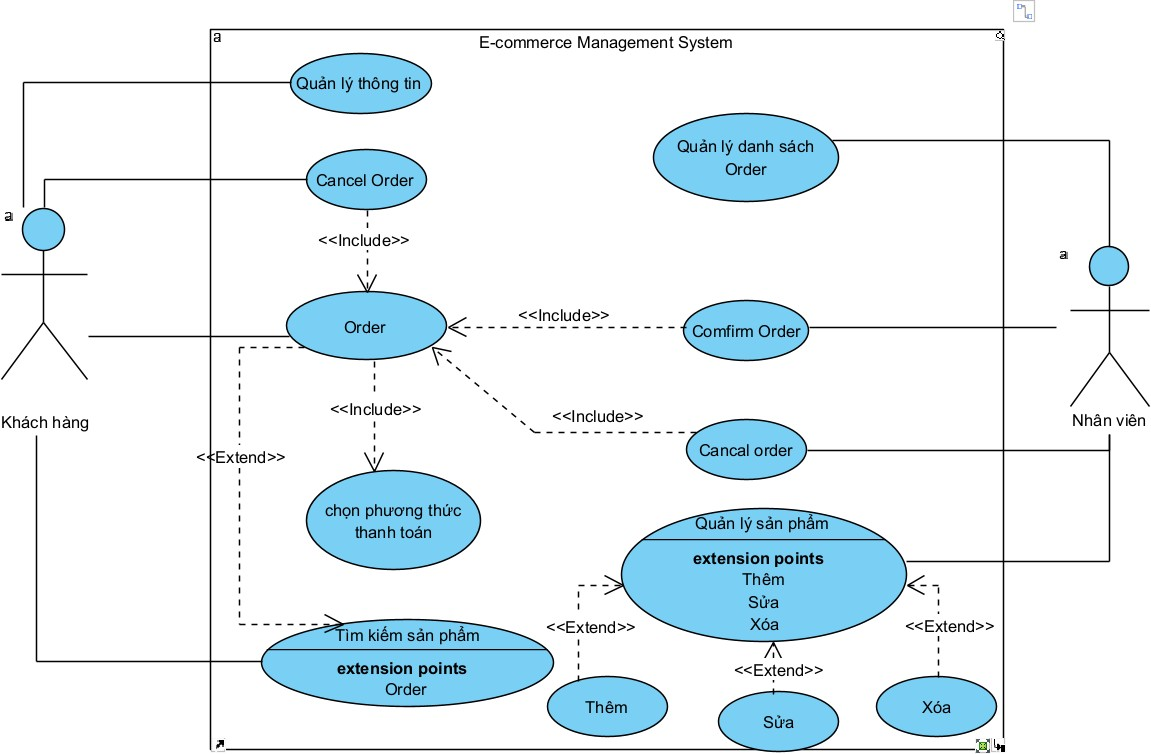 a
E-commerce Management System
Quản lý thông tin
Quản lý danh sách
Order
Cancel Order
a
a
<<Include>>
Order
<<Include>>
Comfirm Order
<<Include>>
<<Include>>
Khách hàng
Nhân viên
<<Extend>>
Cancal order
chọn phương thức
thanh toán
Quản lý sản phẩm
extension points
Thêm
Sửa
Xóa
<<Extend>>
<<Extend>>
<<Extend>>
Tìm kiếm sản phẩm
extension points
Order
Thêm
Sửa
Xóa